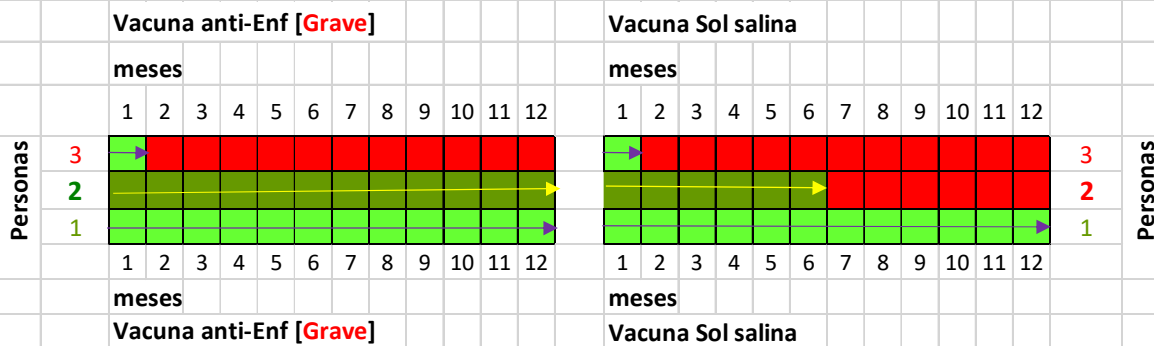 Vacuna anti-Enf [Grave] Vacuna Sol salina
meses meses
1 2 3 4 5 6 7 8 9 10 11 12 1 2 3 4 5 6 7 8 9 10 11 12
Personas
3 3
2 2
1 1
Personas
1 2 3 4 5 6 7 8 9 10 11 12 1 2 3 4 5 6 7 8 9 10 11 12
meses meses
Vacuna anti-Enf [Grave] Vacuna Sol salina